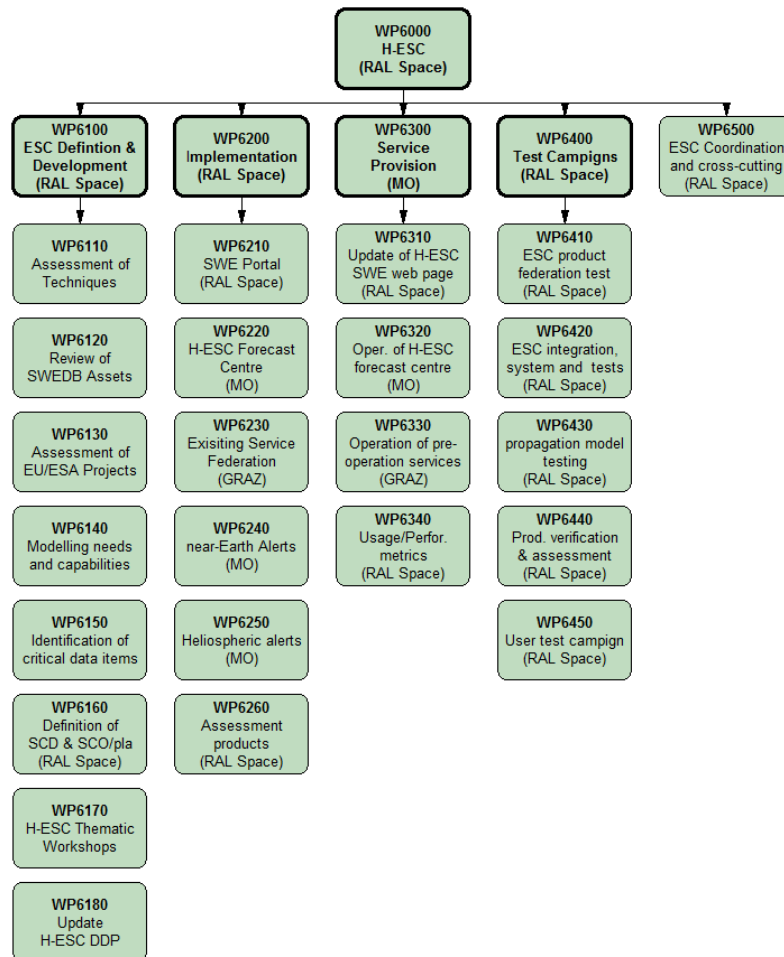 WP6000
H-ESC
(RAL Space)
WP6100
ESC Defintion &
Development
(RAL Space)
WP6200
Implementation
(RAL Space)
WP6300
Service
Provision
(MO)
WP6400
Test Campigns
(RAL Space)
WP6500
ESC Coordination
and cross-cutting
(RAL Space)
WP6110
Assessment of
Techniques
WP6120
Review of
SWEDB Assets
WP6130
Assessment of
EU/ESA Projects
WP6140
Modelling needs
and capabilities
WP6150
Identification of
critical data items
WP6160
Definition of
SCD & SCO/pla
(RAL Space)
WP6170
H-ESC Thematic
Workshops
WP6180
Update
H-ESC DDP
WP6210
SWE Portal
(RAL Space)
WP6220
H-ESC Forecast
Centre
(MO)
WP6230
Exisiting Service
Federation
(GRAZ)
WP6240
near-Earth Alerts
(MO)
WP6250
Heliospheric alerts
(MO)
WP6260
Assessment
products
(RAL Space)
WP6310
Update of H-ESC
SWE web page
(RAL Space)
WP6320
Oper. of H-ESC
forecast centre
(MO)
WP6330
Operation of pre-
operation services
(GRAZ)
WP6340
Usage/Perfor.
metrics
(RAL Space)
WP6410
ESC product
federation test
(RAL Space)
WP6420
ESC integration,
system and tests
(RAL Space)
WP6430
propagation model
testing
(RAL Space)
WP6440
Prod. verification
& assessment
(RAL Space)
WP6450
User test campign
(RAL Space)